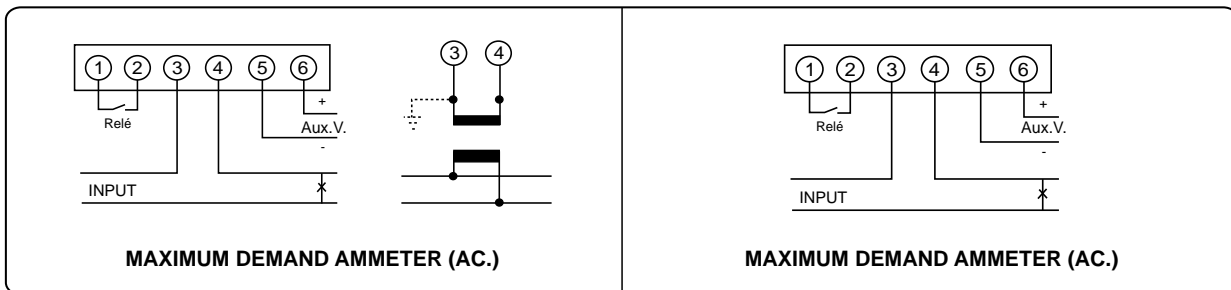 1 2 3 4 5 6
Relé
+
Aux.V.
-
INPUT
3 4
MAXIMUM DEMAND AMMETER (AC.)
1 2 3 4 5 6
Relé
+
Aux.V.
-
INPUT
MAXIMUM DEMAND AMMETER (AC.)